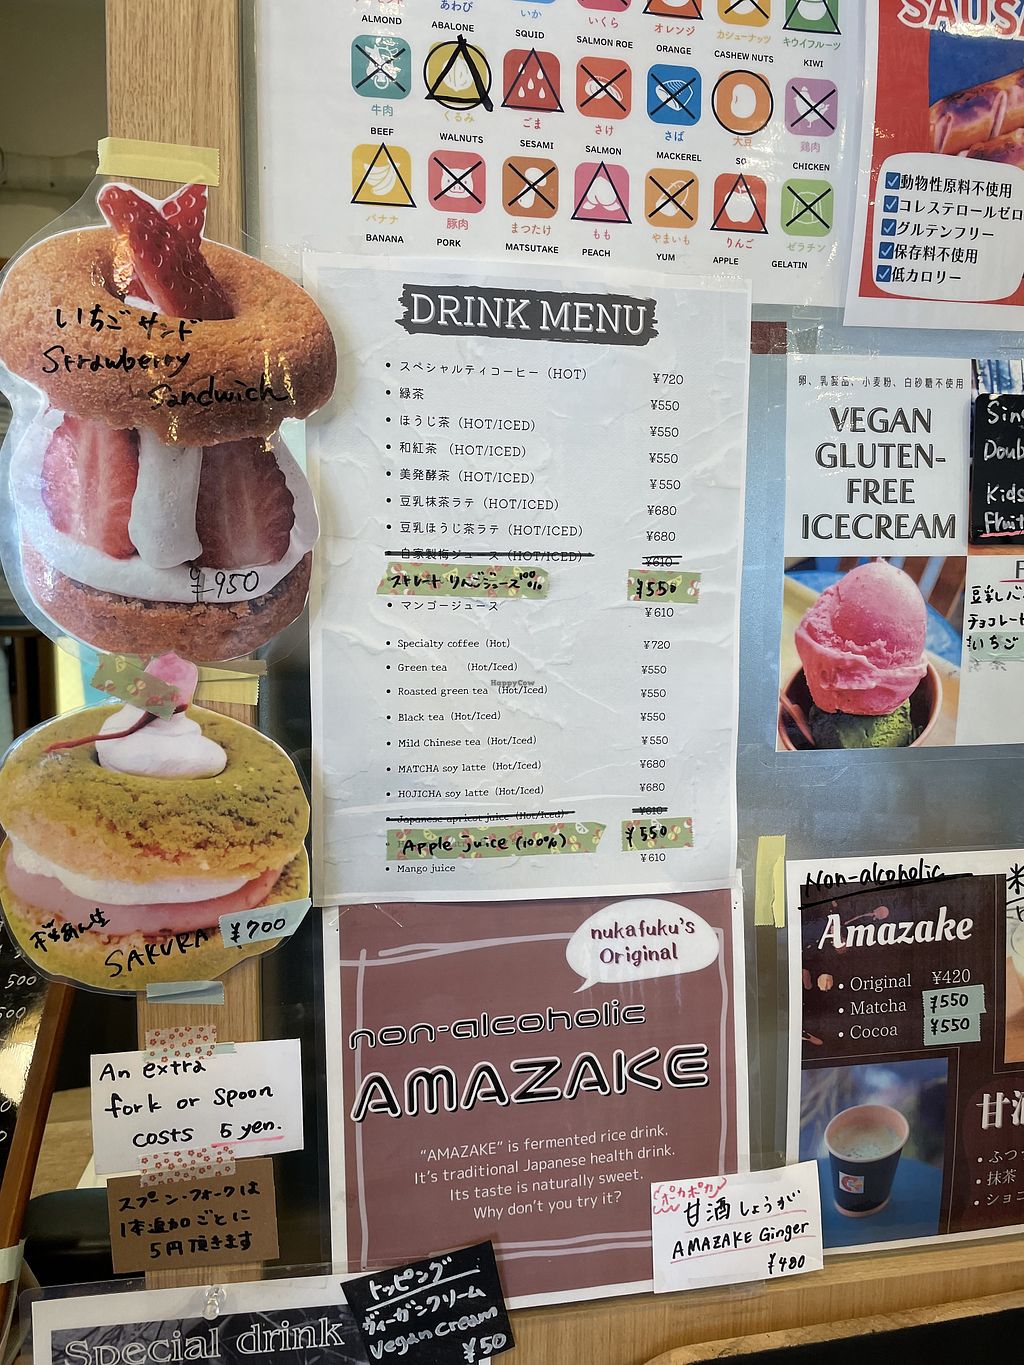 ALMOND
あわび
ABALONE
いか
SQUID
いくら
SALMON ROE
オレンジ
ORANGE
カシューナッツ
CASHEW NUTS
キウイフルーツ
KIWI
牛肉
BEEF
くるみ
WALNUTS
ごま
SESAMI
さけ
SALMON
さば
MACKEREL
大豆
鶏肉
CHICKEN
バナナ
BANANA
豚肉
PORK
まつたけ
MATSUTAKE
もも
PEACH
やまいも
YUM
りんご
APPLE
ゼラチン
GELATIN
動物性原料不使用
コレステロールゼロ
グルテンフリー
保存料不使用
低カロリー
いちごサンド
Strawberry
Sandwich
¥950
SAKURA
¥700
An extra
fork or spoon
costs 5 yen.
スプーン・フォークは
1本追加ごとに
5円頂きます
DRINK MENU
スペシャルティコーヒー（HOT） ¥720
緑茶 ¥550
ほうじ茶（HOT/ICED） ¥550
和紅茶 （HOT/ICED） ¥550
美発酵茶（HOT/ICED） ¥550
豆乳抹茶ラテ（HOT/ICED） ¥680
豆乳ほうじ茶ラテ（HOT/ICED） ¥680
自家製梅ジュース（HOT/ICED） ¥610
ストレートりんごジュース100% ¥550
マンゴージュース ¥610
Specialty coffee (Hot) ¥720
Green tea (Hot/Iced) ¥550
Roasted green tea (Hot/Iced) ¥550
HappyCow
Black tea (Hot/Iced) ¥550
Mild Chinese tea (Hot/Iced) ¥550
MATCHA soy latte (Hot/Iced) ¥680
HOJICHA soy latte (Hot/Iced) ¥680
Japanese apricot juice (Hot/Iced) ¥610
Apple juice (100%) ¥550
Mango juice ¥610
卵、乳製品、小麦粉、白砂糖不使用
VEGAN
GLUTEN-
FREE
ICECREAM
Kids
チョコレート
いちご
nukafuku's
Original
non-alcoholic
AMAZAKE
"AMAZAKE" is fermented rice drink.
It's traditional Japanese health drink.
Its taste is naturally sweet.
Why don't you try it?
ポカポカ
甘酒しょうが
AMAZAKE Ginger
¥480
Non-alcoholic
Amazake
Original ¥420
Matcha ¥550
Cocoa ¥550
抹茶
Special drink
トッピング
ヴィーガンクリーム
Vegan Cream
¥50